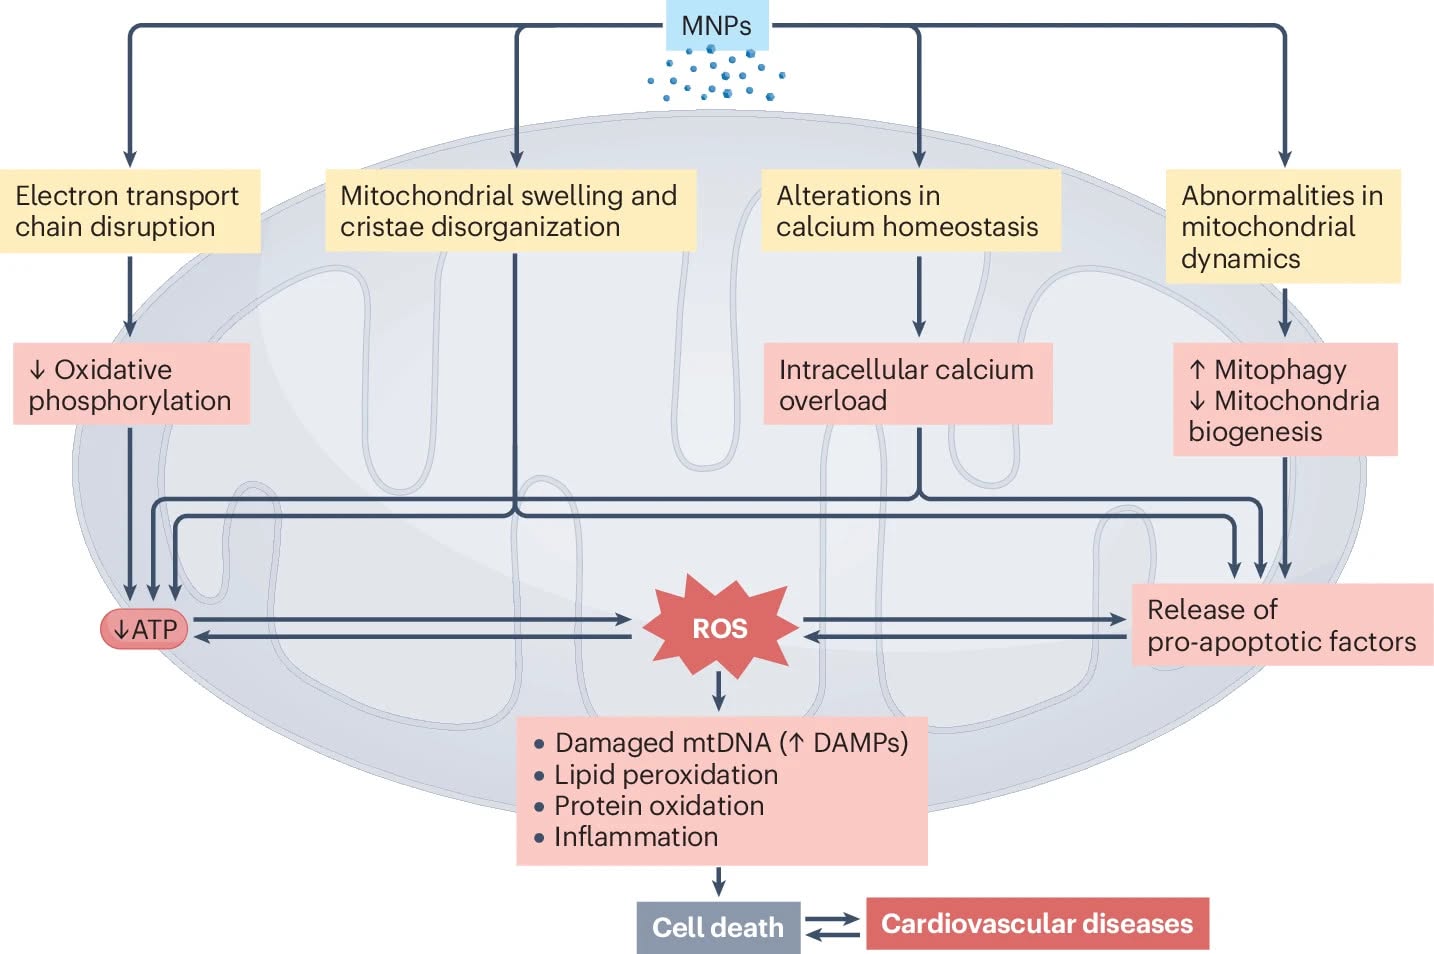 MNPs
Electron transport
chain disruption
Mitochondrial swelling and
cristae disorganization
Alterations in
calcium homeostasis
Abnormalities in
mitochondrial
dynamics
↓ Oxidative
phosphorylation
Intracellular calcium
overload
↑ Mitophagy
↓ Mitochondria
biogenesis
↓ATP
ROS
Release of
pro-apoptotic factors
• Damaged mtDNA (↑ DAMPs)
• Lipid peroxidation
• Protein oxidation
• Inflammation
Cell death
Cardiovascular diseases